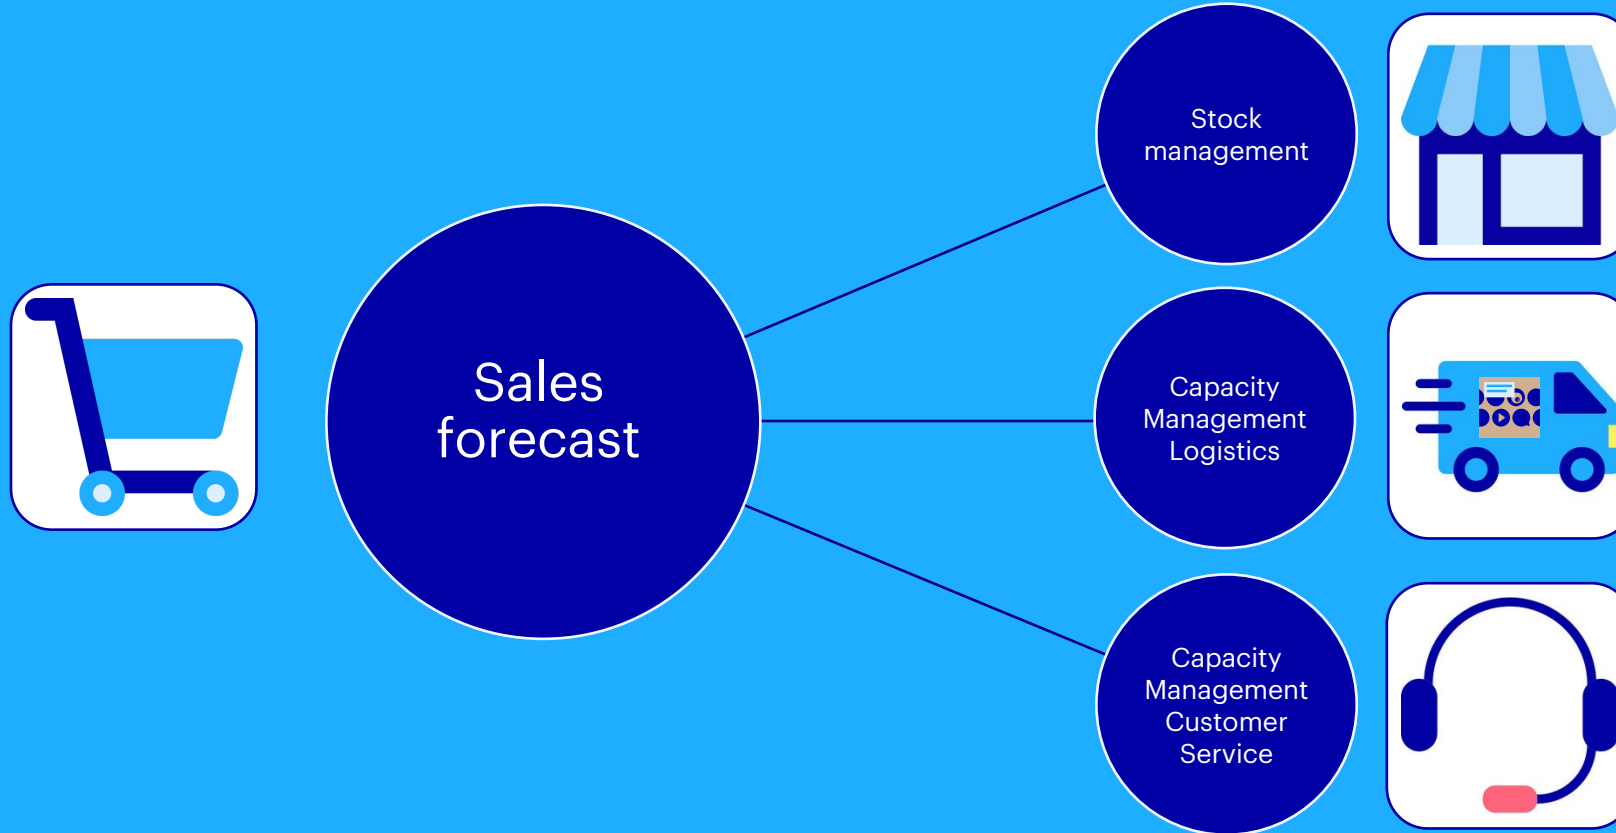 Sales
forecast
Stock
management
Capacity
Management
Logistics
Capacity
Management
Customer
Service